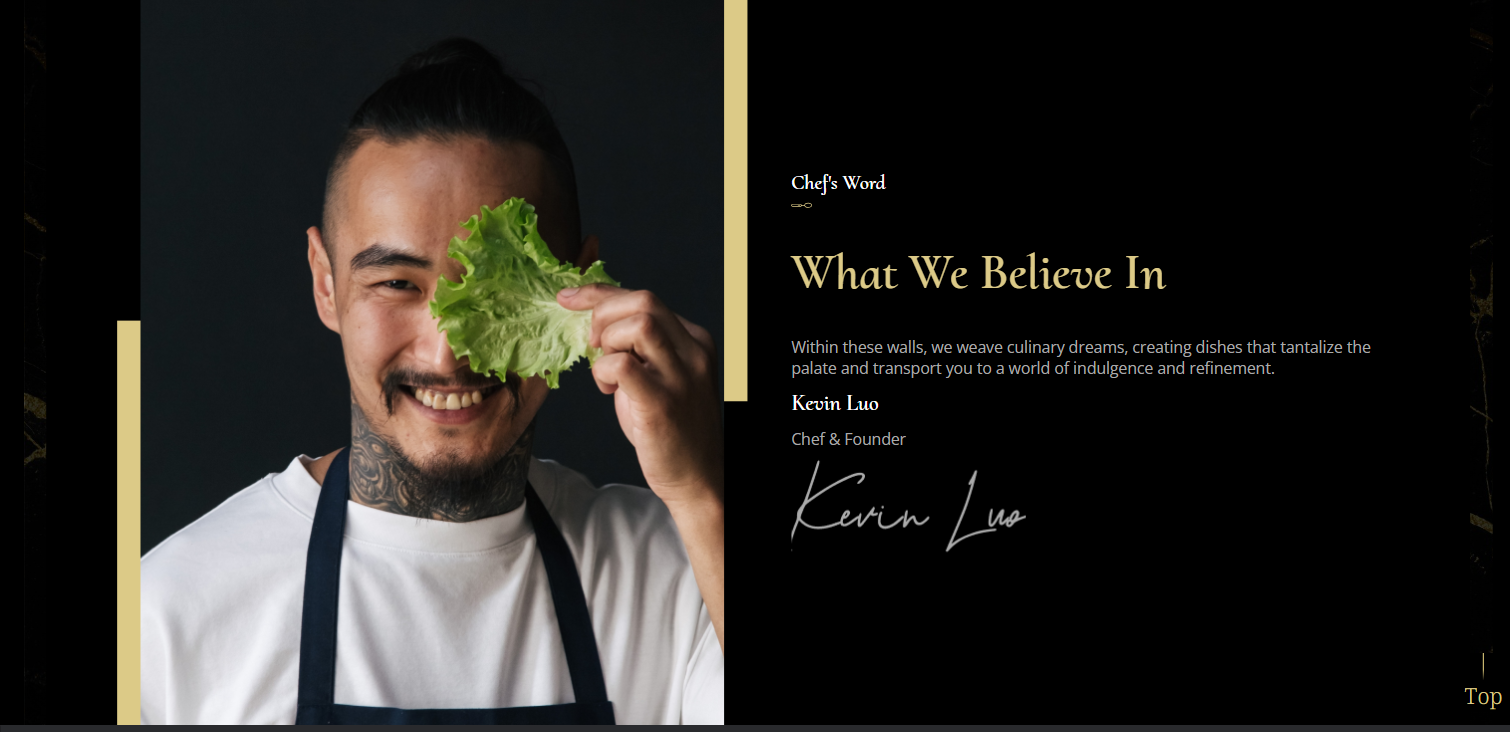 Chef's Word
What We Believe In
Within these walls, we weave culinary dreams, creating dishes that tantalize the
palate and transport you to a world of indulgence and refinement.
Kevin Luo
Chef & Founder
Kevin Luo
Top